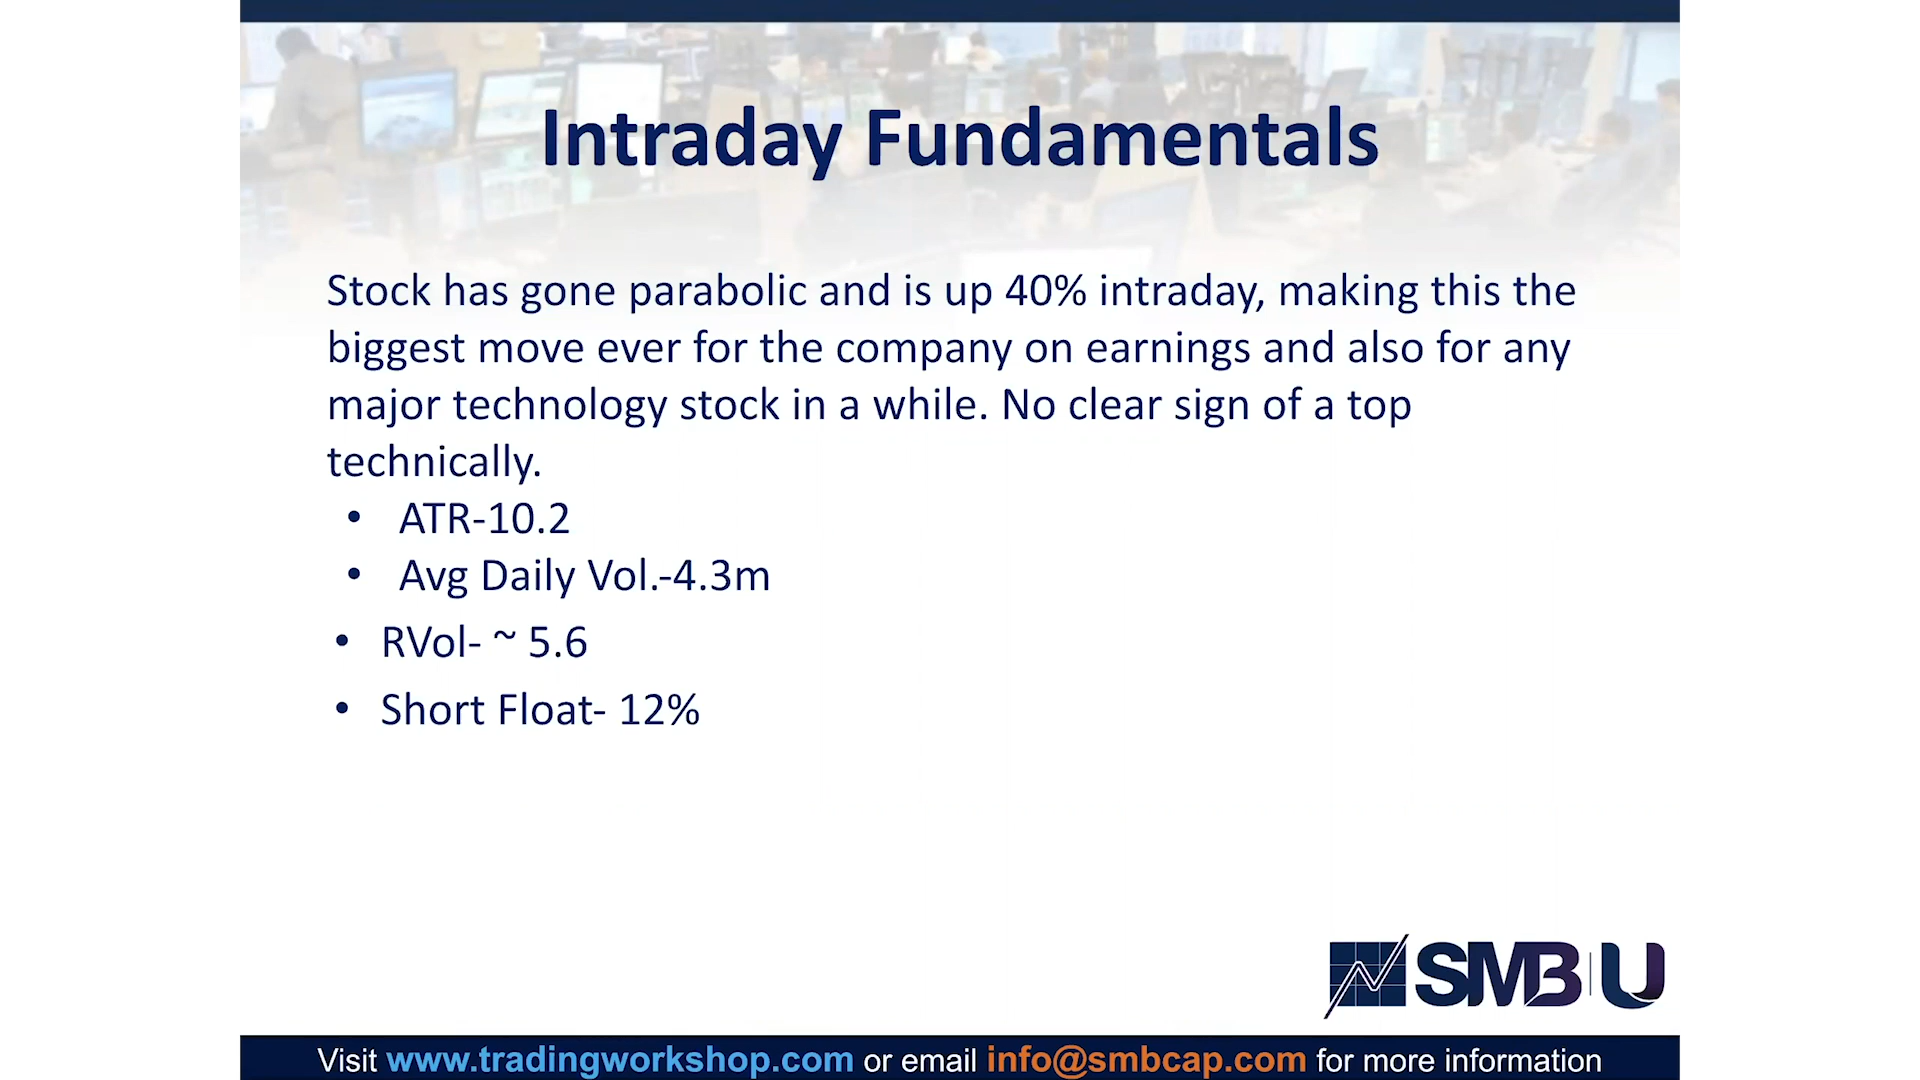 Intraday Fundamentals
Stock has gone parabolic and is up 40% intraday, making this the
biggest move ever for the company on earnings and also for any
major technology stock in a while. No clear sign of a top
technically.
• ATR-10.2
• Avg Daily Vol.-4.3m
• RVol- ~ 5.6
• Short Float- 12%
SMB U
Visit www.tradingworkshop.com or email info@smbcap.com for more information